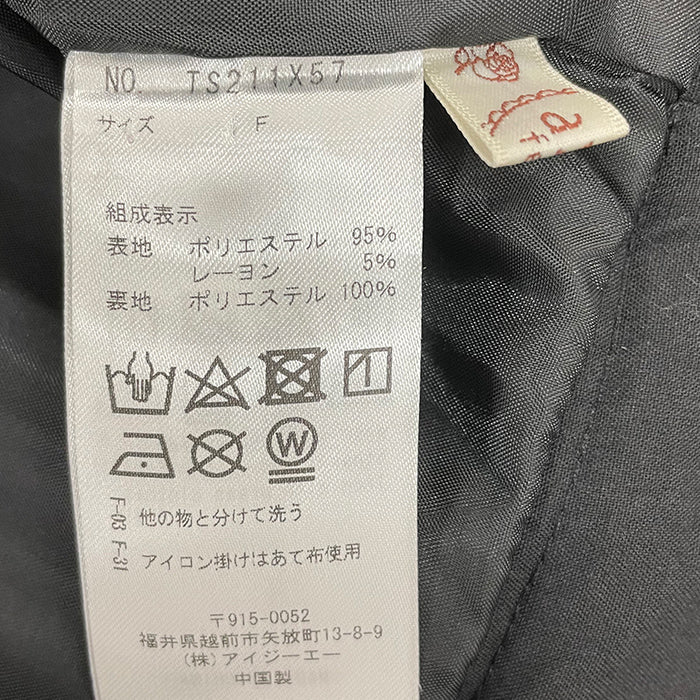 NO. TS211X57
サイズ F
組成表示
表地 ポリエステル 95%
レーヨン 5%
裏地 ポリエステル 100%
W
F-03 他の物と分けて洗う
F-31 アイロン掛けはあて布使用
〒915-0052
福井県越前市矢放町13-8-9
(株)アイジーエー
中国製